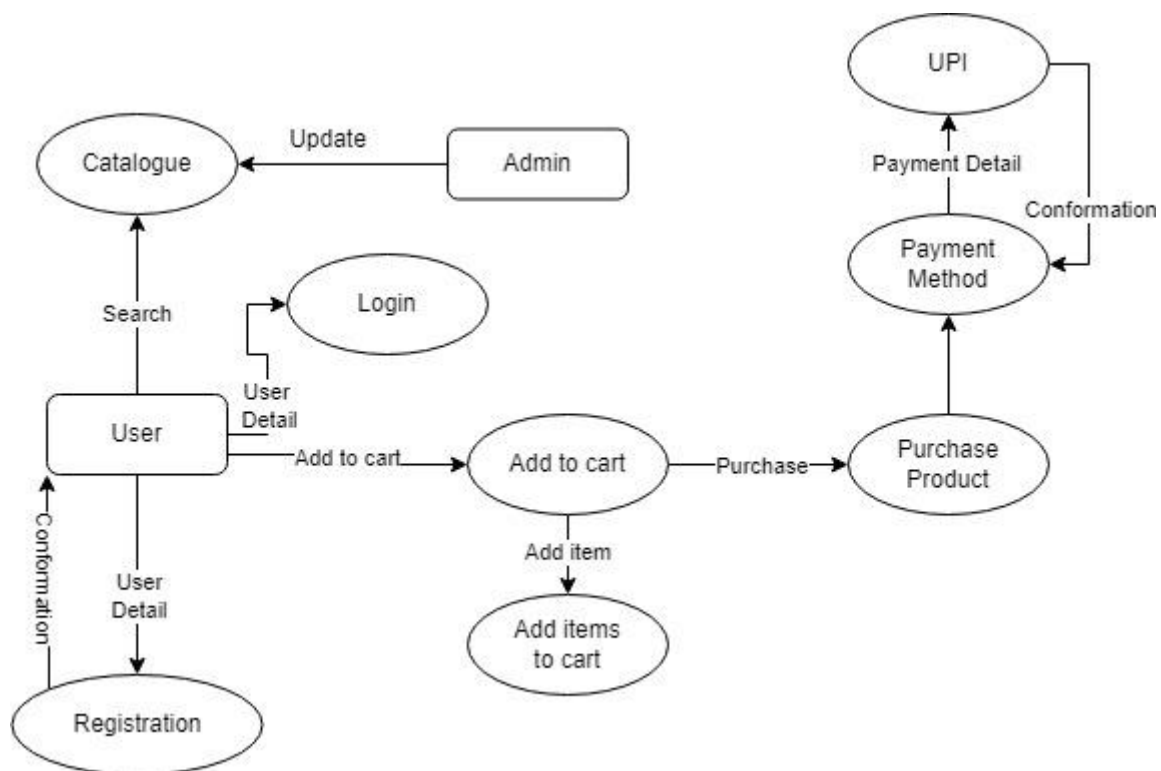 UPI
Update
Catalogue
Admin
Payment Detail
Conformation
Payment
Method
Login
Search
User
Detail
User
Add to cart
Add to cart
Purchase
Purchase
Product
Conformation
Add item
User
Detail
Add items
to cart
Registration